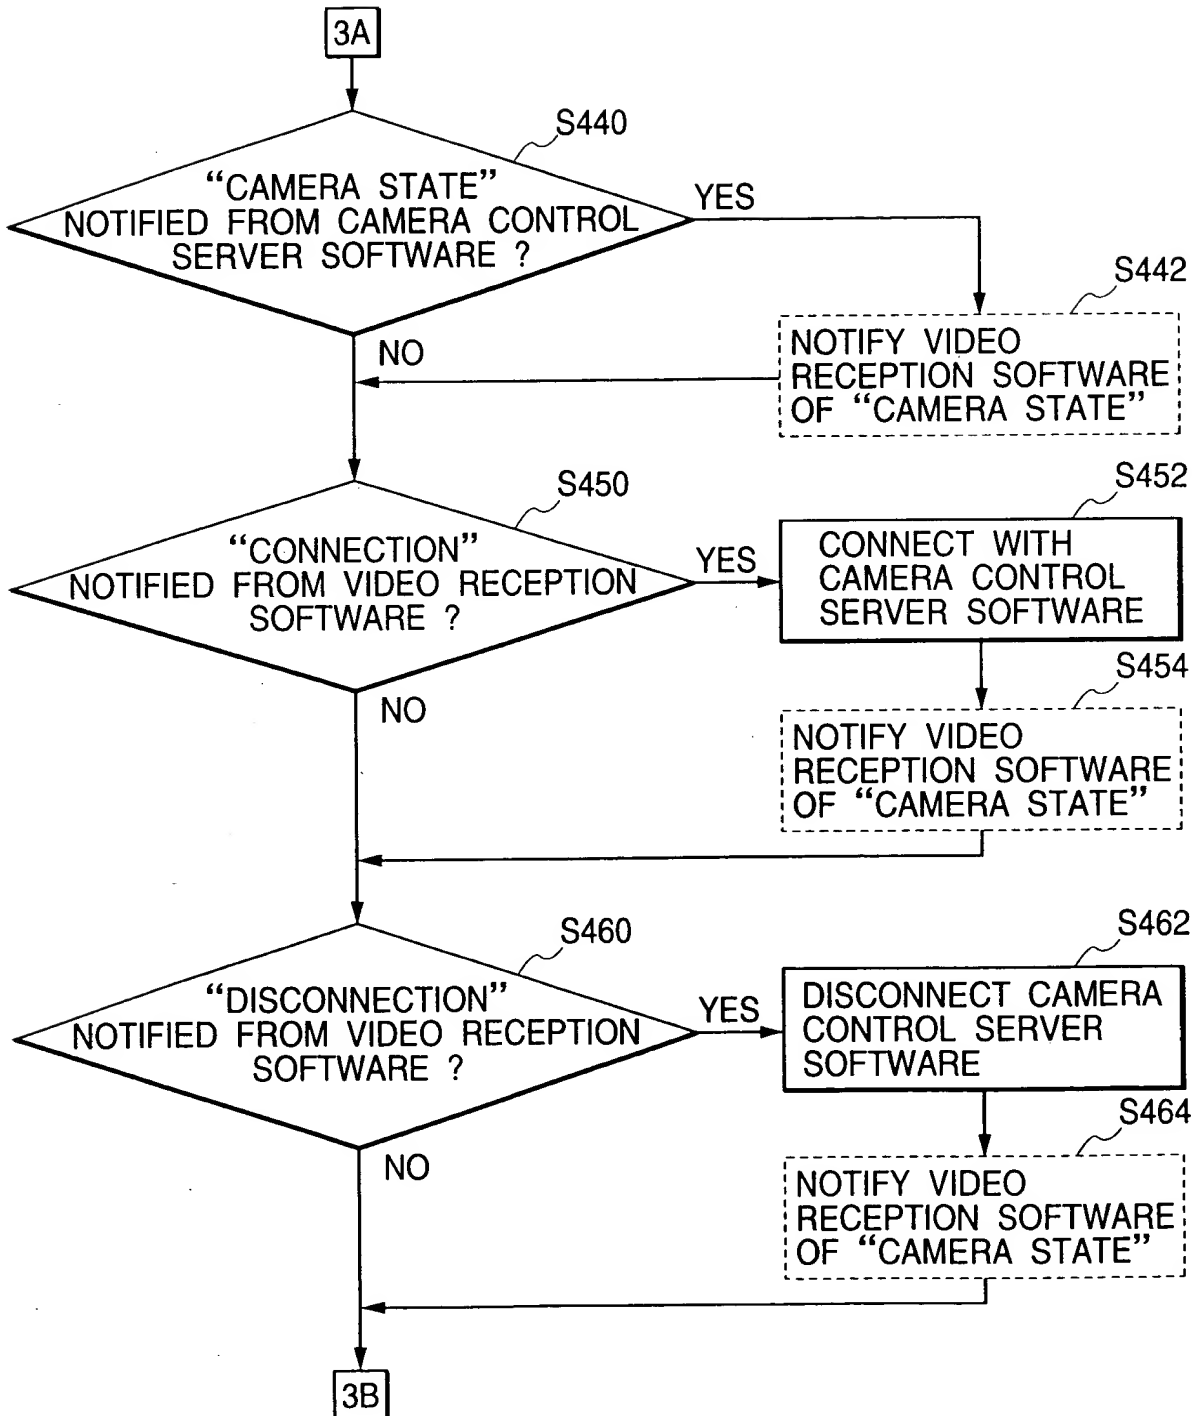 3A
S440
“CAMERA STATE”
NOTIFIED FROM CAMERA CONTROL
SERVER SOFTWARE ?
YES
S442
NO
NOTIFY VIDEO
RECEPTION SOFTWARE
OF “CAMERA STATE”
S450
“CONNECTION”
NOTIFIED FROM VIDEO RECEPTION
SOFTWARE ?
YES
S452
CONNECT WITH
CAMERA CONTROL
SERVER SOFTWARE
NO
S454
NOTIFY VIDEO
RECEPTION SOFTWARE
OF “CAMERA STATE”
S460
“DISCONNECTION”
NOTIFIED FROM VIDEO RECEPTION
SOFTWARE ?
YES
S462
DISCONNECT CAMERA
CONTROL SERVER
SOFTWARE
NO
S464
NOTIFY VIDEO
RECEPTION SOFTWARE
OF “CAMERA STATE”
3B